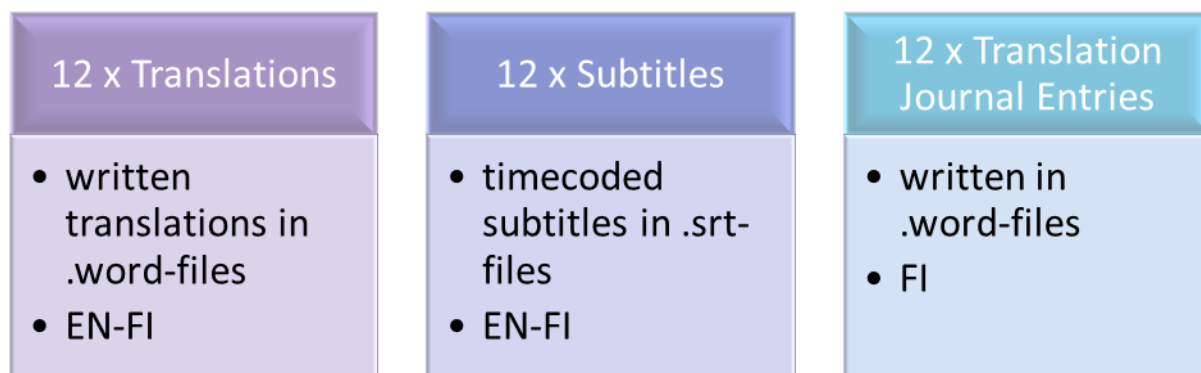 12 x Translations
• written
translations in
.word-files
• EN-FI
12 x Subtitles
• timecoded
subtitles in .srt-
files
• EN-FI
12 x Translation
Journal Entries
• written in
.word-files
• FI